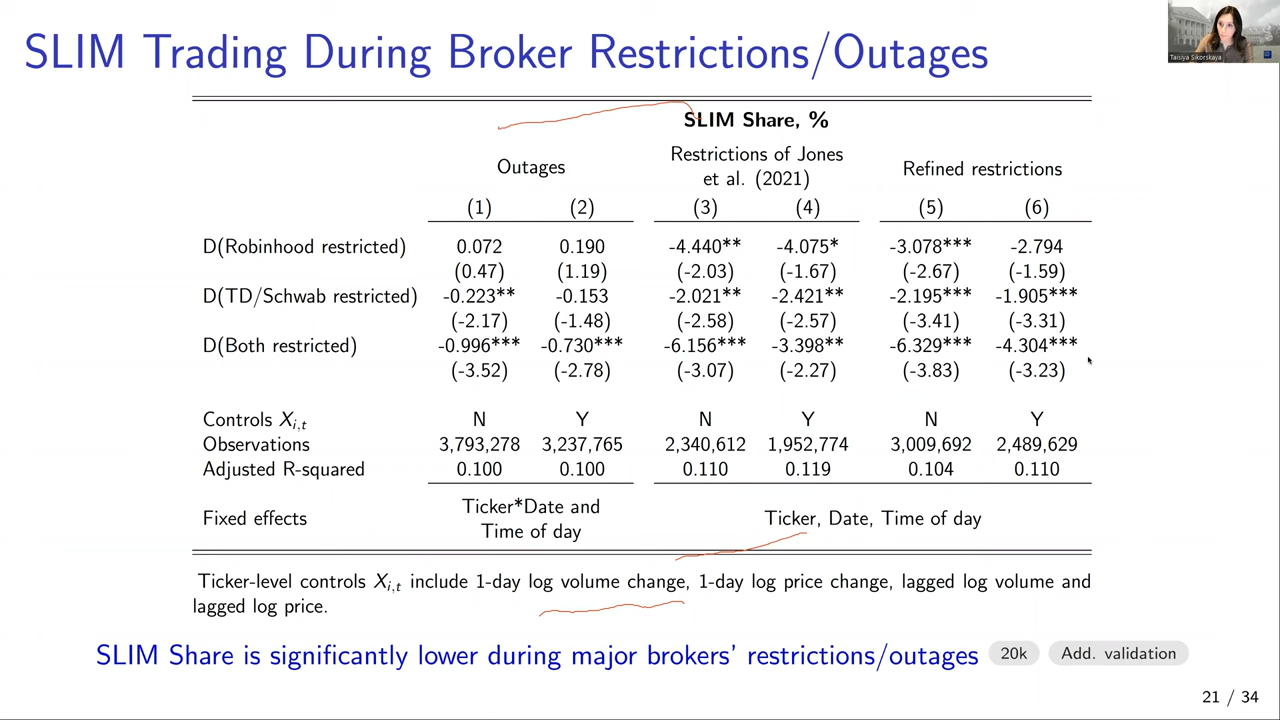 SLIM Trading During Broker Restrictions/Outages
Taisiya Sikorskaya
SLIM Share, %
Outages
Restrictions of Jones
et al. (2021)
Refined restrictions
(1) (2) (3) (4) (5) (6)
D(Robinhood restricted) 0.072 0.190 -4.440** -4.075* -3.078*** -2.794
(0.47) (1.19) (-2.03) (-1.67) (-2.67) (-1.59)
D(TD/Schwab restricted) -0.223** -0.153 -2.021** -2.421** -2.195*** -1.905***
(-2.17) (-1.48) (-2.58) (-2.57) (-3.41) (-3.31)
D(Both restricted) -0.996*** -0.730*** -6.156*** -3.398** -6.329*** -4.304***
(-3.52) (-2.78) (-3.07) (-2.27) (-3.83) (-3.23)
Controls Xi,t N Y N Y N Y
Observations 3,793,278 3,237,765 2,340,612 1,952,774 3,009,692 2,489,629
Adjusted R-squared 0.100 0.100 0.110 0.119 0.104 0.110
Fixed effects
Ticker*Date and
Time of day
Ticker, Date, Time of day
Ticker-level controls Xi,t include 1-day log volume change, 1-day log price change, lagged log volume and
lagged log price.
SLIM Share is significantly lower during major brokers' restrictions/outages 20k Add. validation
21 / 34